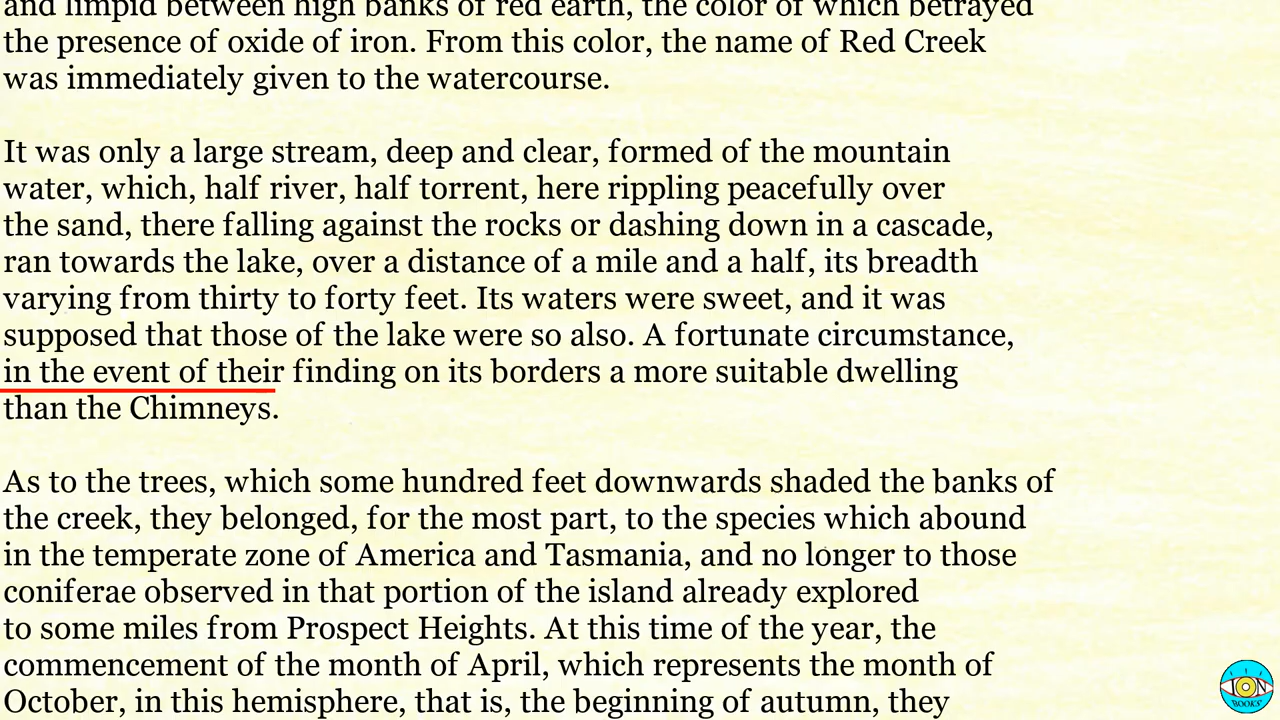 and limpid between high banks of red earth, the color of which betrayed
the presence of oxide of iron. From this color, the name of Red Creek
was immediately given to the watercourse.
It was only a large stream, deep and clear, formed of the mountain
water, which, half river, half torrent, here rippling peacefully over
the sand, there falling against the rocks or dashing down in a cascade,
ran towards the lake, over a distance of a mile and a half, its breadth
varying from thirty to forty feet. Its waters were sweet, and it was
supposed that those of the lake were so also. A fortunate circumstance,
in the event of their finding on its borders a more suitable dwelling
than the Chimneys.
As to the trees, which some hundred feet downwards shaded the banks of
the creek, they belonged, for the most part, to the species which abound
in the temperate zone of America and Tasmania, and no longer to those
coniferae observed in that portion of the island already explored
to some miles from Prospect Heights. At this time of the year, the
commencement of the month of April, which represents the month of
October, in this hemisphere, that is, the beginning of autumn, they
ION
BOOKS